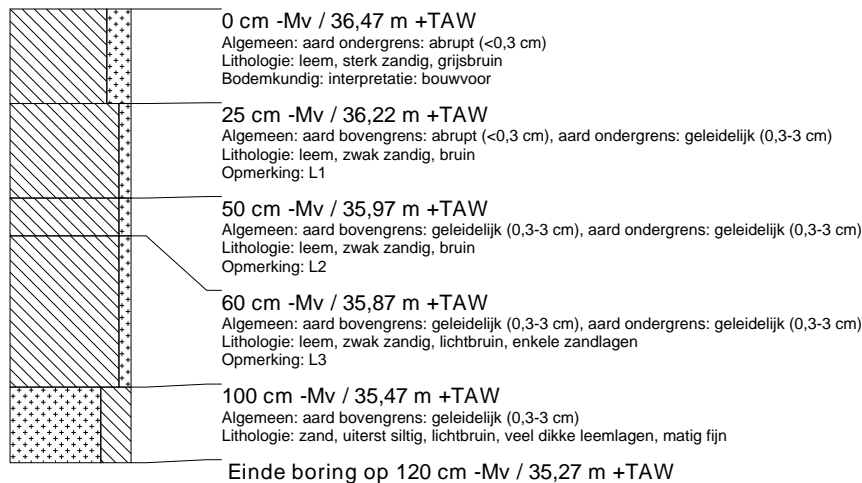 0 cm -Mv / 36,47 m +TAW
Algemeen: aard ondergrens: abrupt (<0,3 cm)
Lithologie: leem, sterk zandig, grijsbruin
Bodemkundig: interpretatie: bouwvoor
25 cm -Mv / 36,22 m +TAW
Algemeen: aard bovengrens: abrupt (<0,3 cm), aard ondergrens: geleidelijk (0,3-3 cm)
Lithologie: leem, zwak zandig, bruin
Opmerking: L1
50 cm -Mv / 35,97 m +TAW
Algemeen: aard bovengrens: geleidelijk (0,3-3 cm), aard ondergrens: geleidelijk (0,3-3 cm)
Lithologie: leem, zwak zandig, bruin
Opmerking: L2
60 cm -Mv / 35,87 m +TAW
Algemeen: aard bovengrens: geleidelijk (0,3-3 cm), aard ondergrens: geleidelijk (0,3-3 cm)
Lithologie: leem, zwak zandig, lichtbruin, enkele zandlagen
Opmerking: L3
100 cm -Mv / 35,47 m +TAW
Algemeen: aard bovengrens: geleidelijk (0,3-3 cm)
Lithologie: zand, uiterst siltig, lichtbruin, veel dikke leemlagen, matig fijn
Einde boring op 120 cm -Mv / 35,27 m +TAW